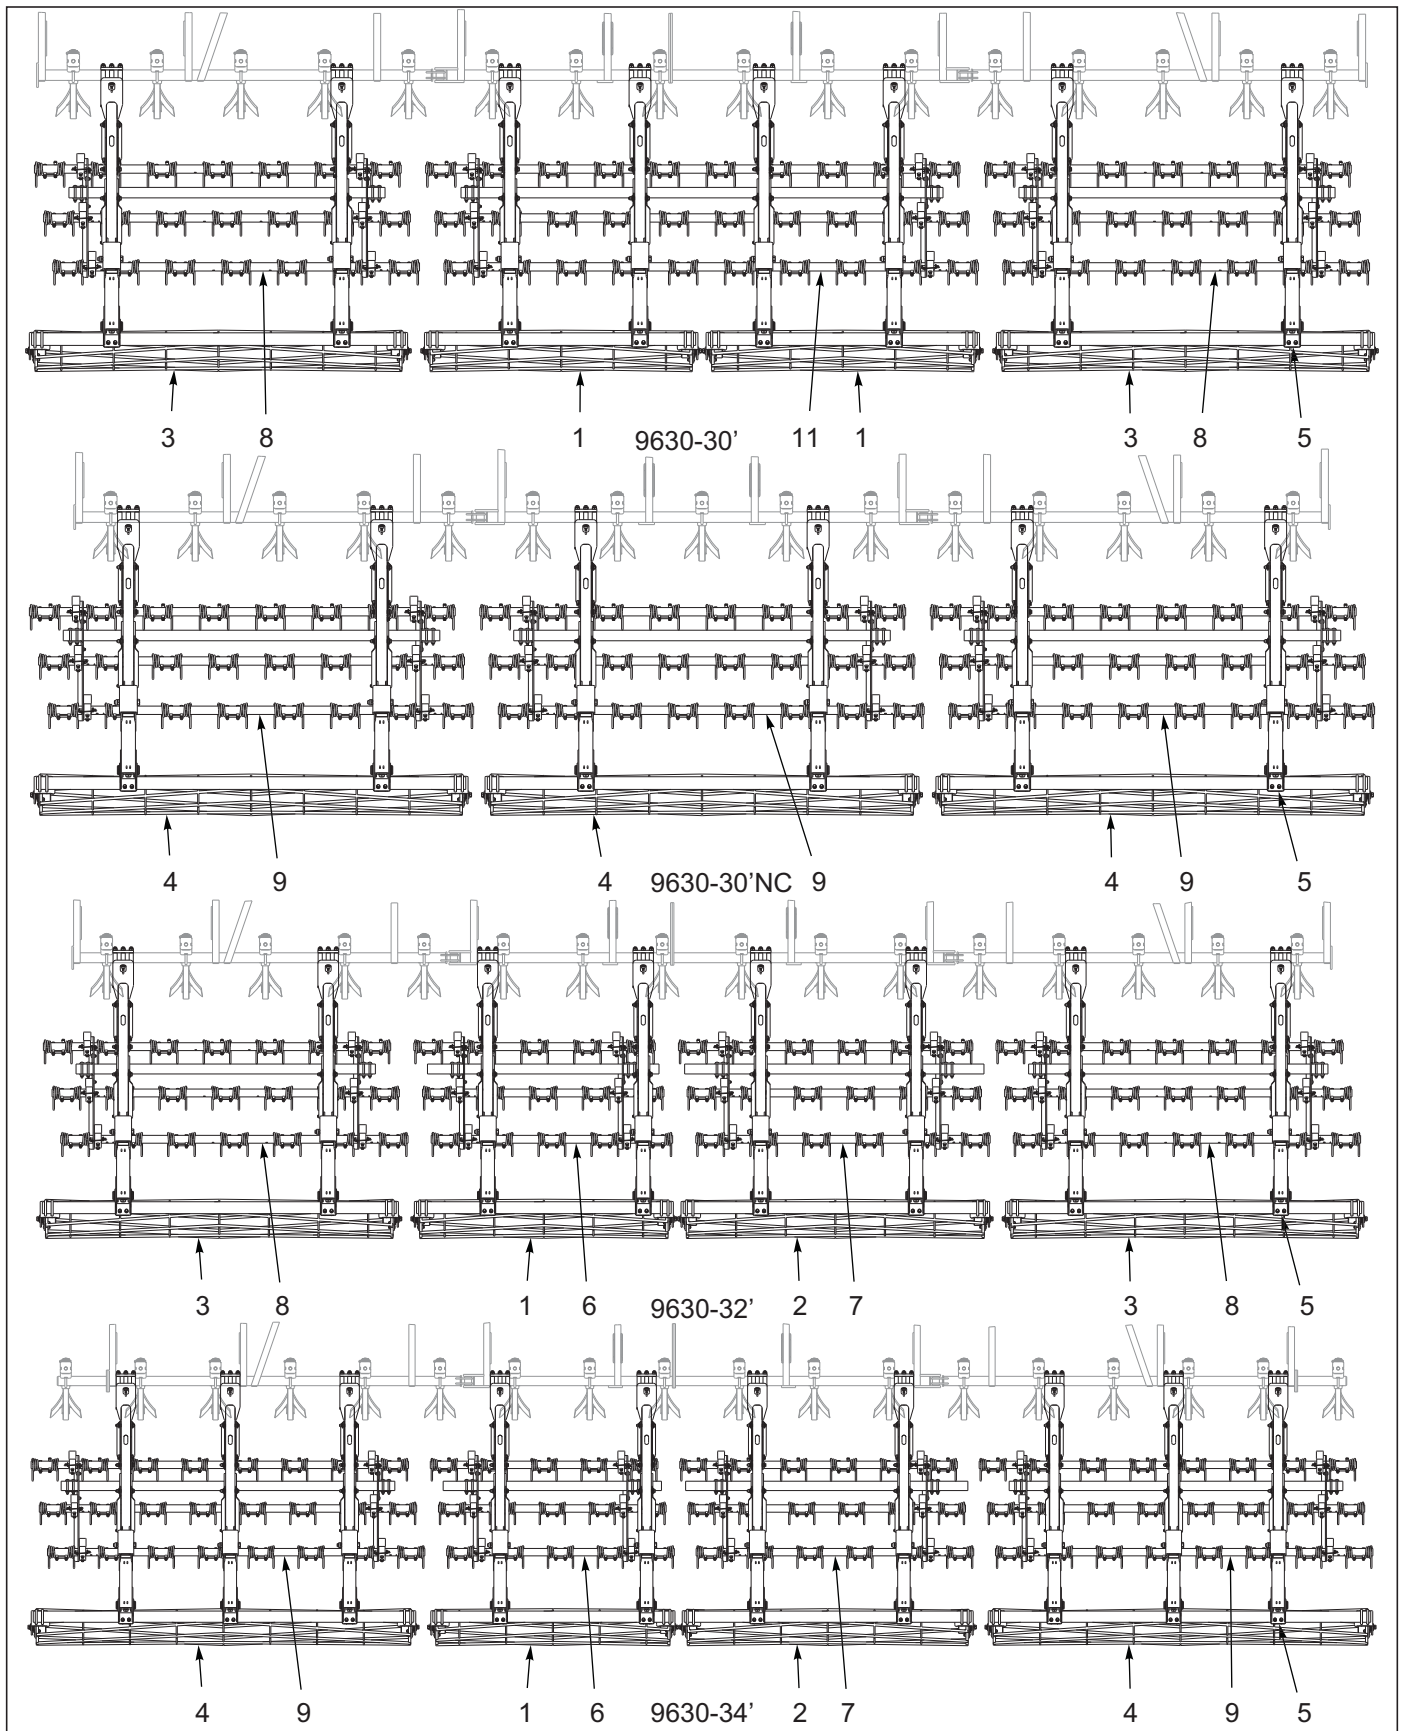 3 8 1 9630-30’ 11 1 3 8 5
4 9 4 9630-30’NC 9 4 9 5
3 8 1 6 9630-32’ 2 7 3 8 5
4 9 1 6 9630-34’ 2 7 4 9 5